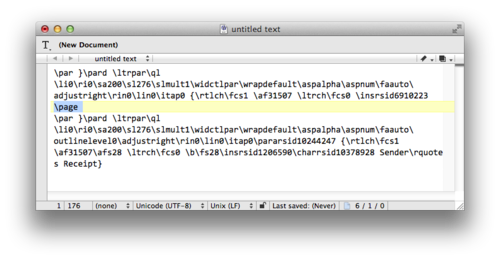 untitled text
(New Document)
untitled text
\par }\pard \ltrpar\ql
\li0\ri0\sa200\sl276\slmult1\widctlpar\wrapdefault\aspalpha\aspnum\faauto\
adjustright\rin0\lin0\itap0 {\rtlch\fcs1 \af31507 \ltrch\fcs0 \insrsid6910223
\page
\par }\pard \ltrpar\ql
\li0\ri0\sa200\sl276\slmult1\widctlpar\wrapdefault\aspalpha\aspnum\faauto\
outlinelevel0\adjustright\rin0\lin0\itap0\pararsid10244247 {\rtlch\fcs1
\af31507\afs28 \ltrch\fcs0 \b\fs28\insrsid1206590\charrsid10378928 Sender\rquote
s Receipt}
1 176 (none) Unicode (UTF-8) Unix (LF) Last saved: (Never) 6 / 1 / 0